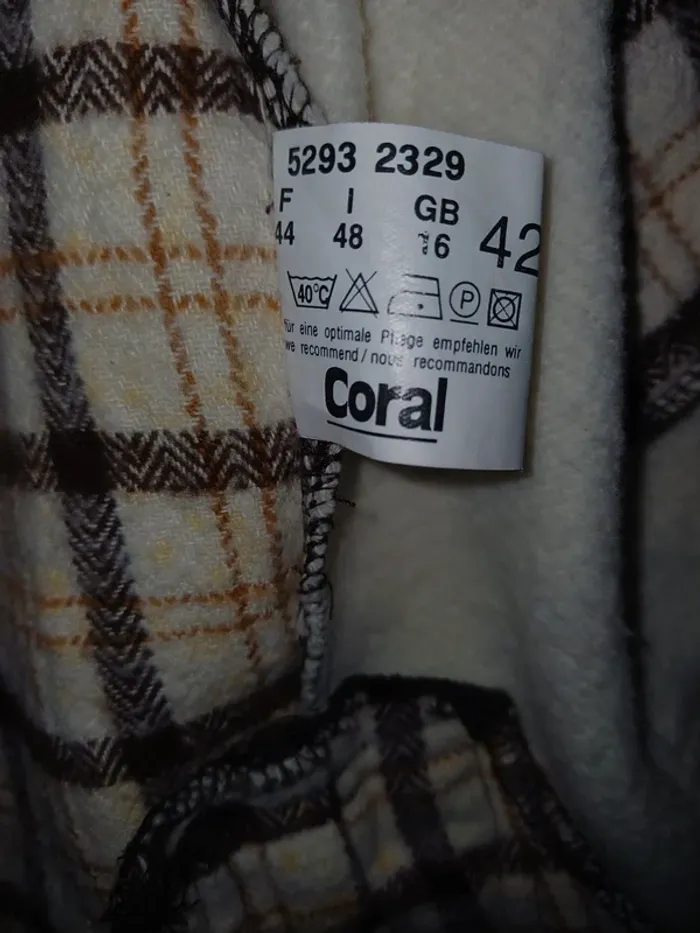 5293 2329
F I GB
44 48 16 42
40°C P
für eine optimale Pflege empfehlen wir
we recommend / nous recommandons
Coral